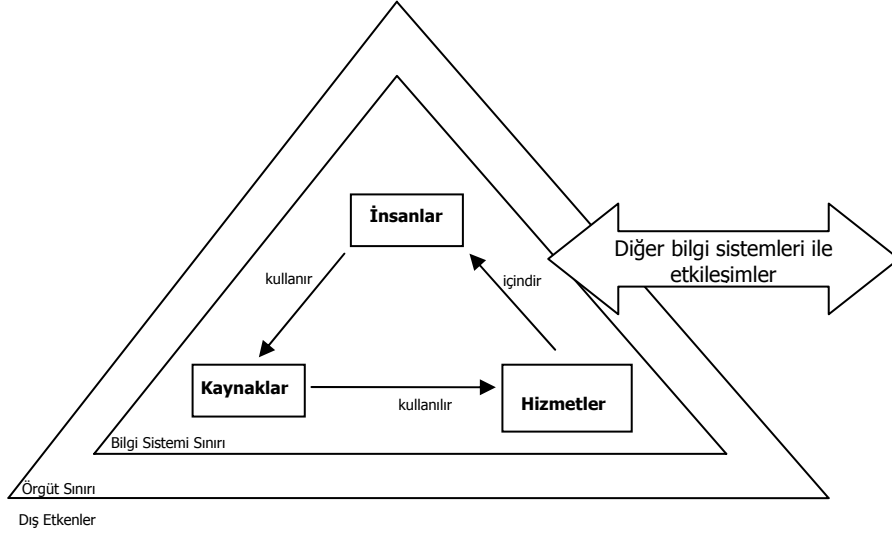 İnsanlar
Diğer bilgi sistemleri ile
etkileşimler
kullanır
içindir
Kaynaklar
kullanılır
Hizmetler
Bilgi Sistemi Sınırı
Örgüt Sınırı
Dış Etkenler